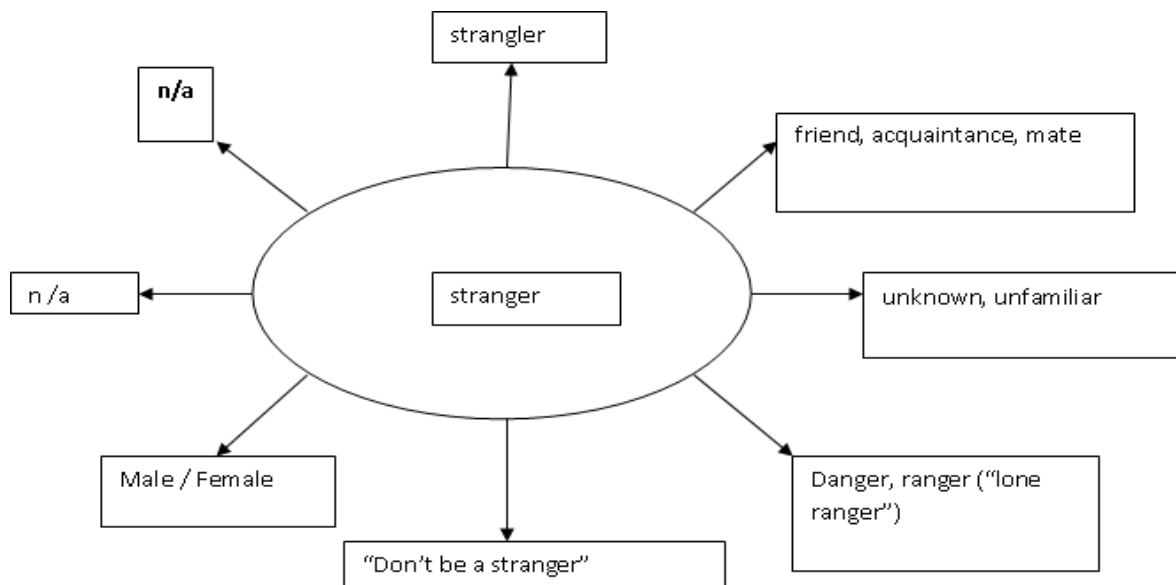 strangler
n/a
friend, acquaintance, mate
n /a
stranger
unknown, unfamiliar
Male / Female
Danger, ranger (“lone
ranger”)
“Don’t be a stranger”